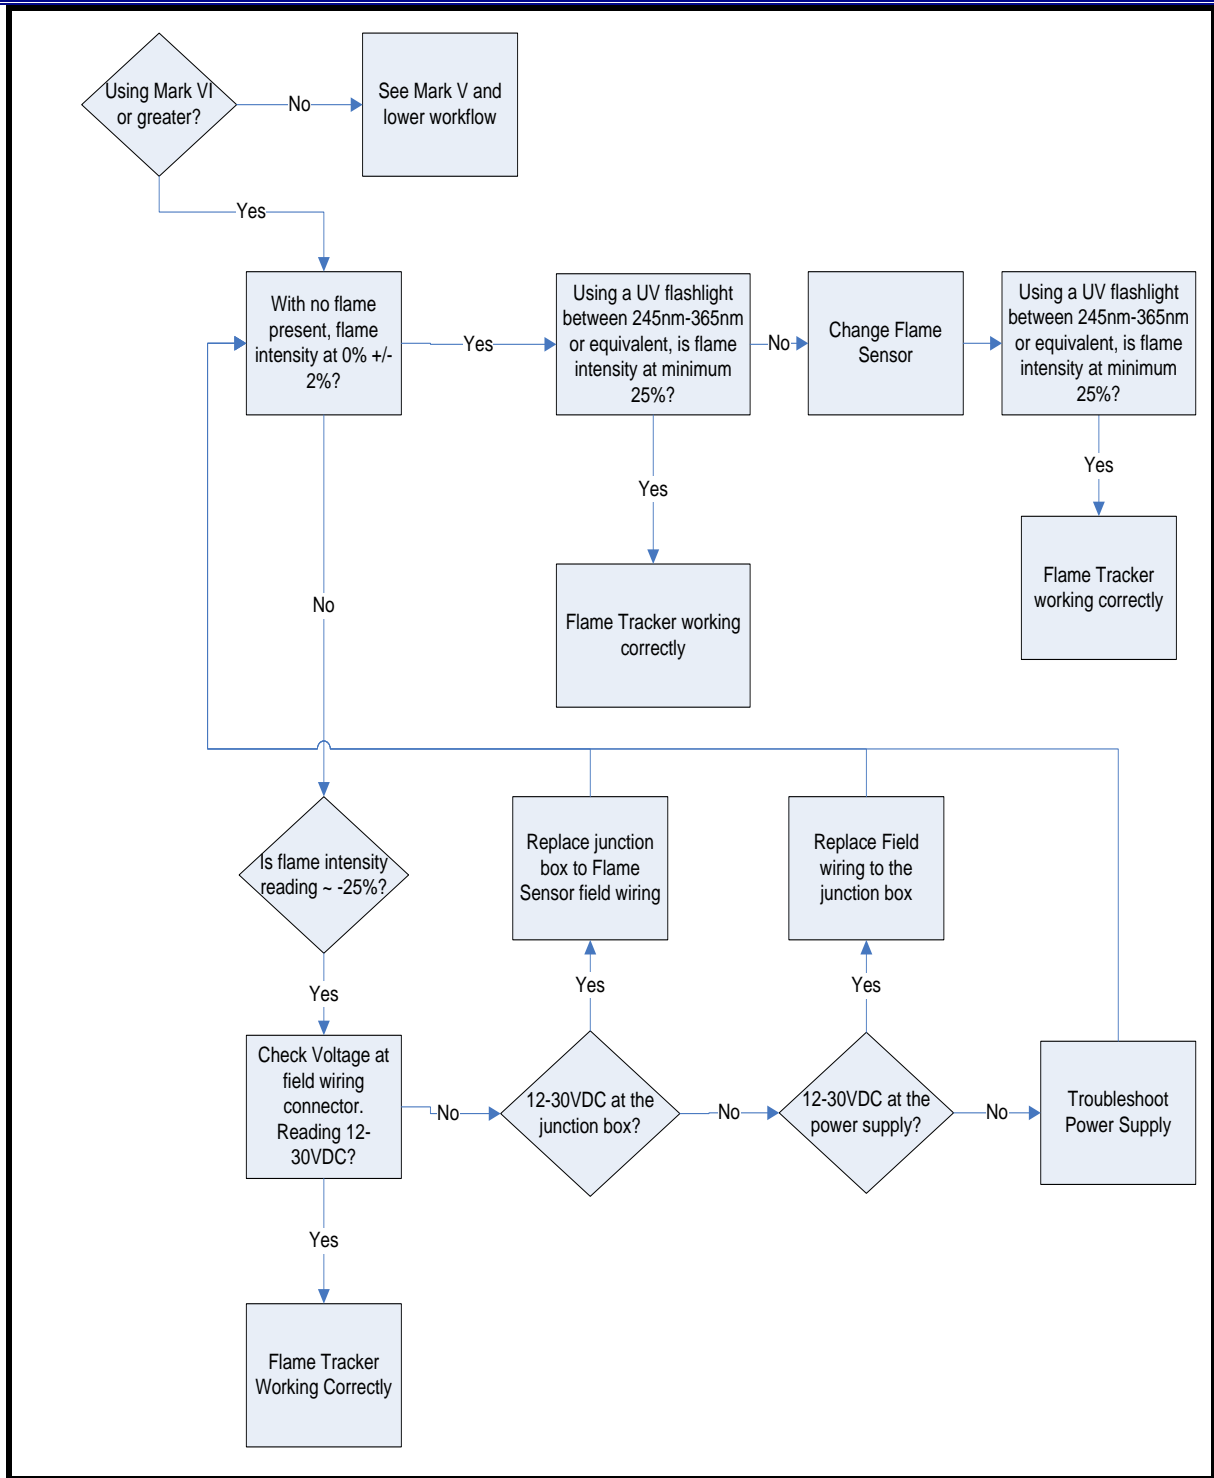 Using Mark VI
or greater?
No
See Mark V and
lower workflow
Yes
With no flame
present, flame
intensity at 0% +/-
2%?
Yes
Using a UV flashlight
between 245nm-365nm
or equivalent, is flame
intensity at minimum
25%?
No
Change Flame
Sensor
Using a UV flashlight
between 245nm-365nm
or equivalent, is flame
intensity at minimum
25%?
Yes
Flame Tracker working
correctly
Yes
Flame Tracker
working correctly
No
Is flame intensity
reading ~ -25%?
Replace junction
box to Flame
Sensor field wiring
Replace Field
wiring to the
junction box
Yes
Yes
Yes
Check Voltage at
field wiring
connector.
Reading 12-
30VDC?
No
12-30VDC at the
junction box?
No
12-30VDC at the
power supply?
No
Troubleshoot
Power Supply
Yes
Flame Tracker
Working Correctly